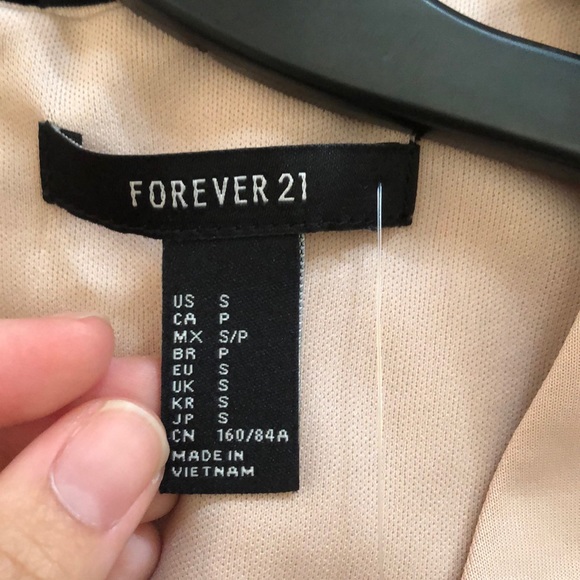 FOREVER 21
US S
CA P
MX S/P
BR P
EU S
UK S
KR S
JP S
CN 160/84A
MADE IN
VIETNAM